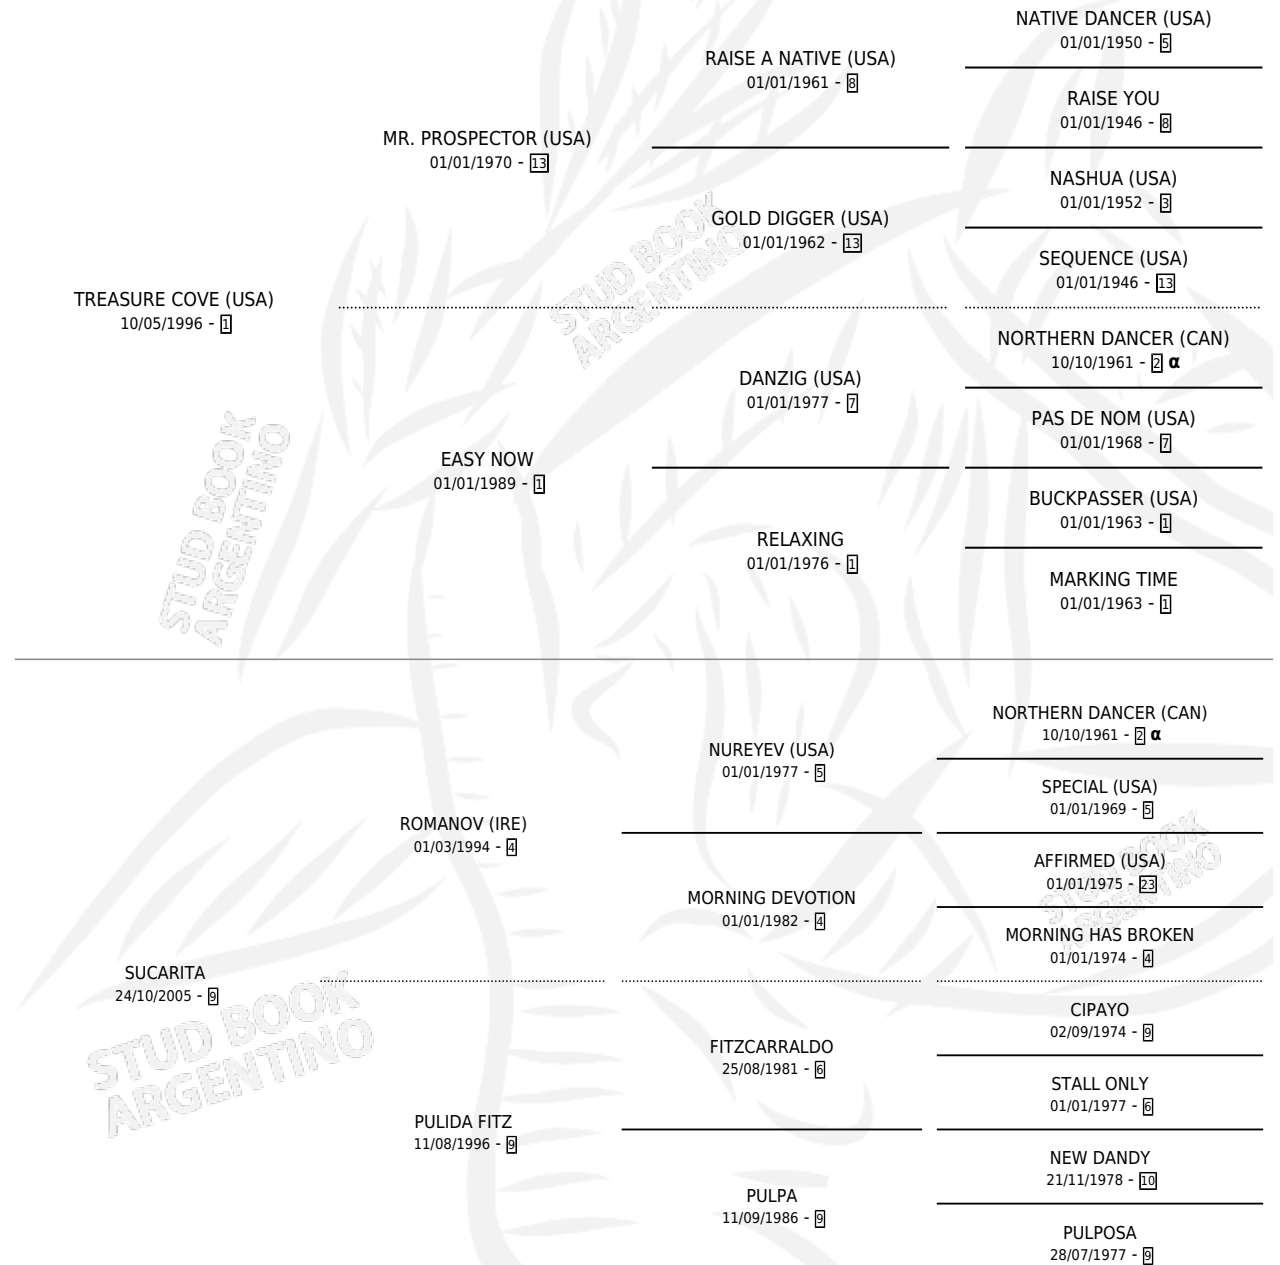 NATIVE DANCER (USA)
01/01/1950 - 5
RAISE A NATIVE (USA)
01/01/1961 - 8
RAISE YOU
01/01/1946 - 8
MR. PROSPECTOR (USA)
01/01/1970 - 13
NASHUA (USA)
01/01/1952 - 3
GOLD DIGGER (USA)
01/01/1962 - 13
SEQUENCE (USA)
01/01/1946 - 13
TREASURE COVE (USA)
10/05/1996 - 1
NORTHERN DANCER (CAN)
10/10/1961 - 2 α
DANZIG (USA)
01/01/1977 - 7
PAS DE NOM (USA)
01/01/1968 - 7
EASY NOW
01/01/1989 - 1
BUCKPASSER (USA)
01/01/1963 - 1
RELAXING
01/01/1976 - 1
MARKING TIME
01/01/1963 - 1
NORTHERN DANCER (CAN)
10/10/1961 - 2 α
NUREYEV (USA)
01/01/1977 - 5
SPECIAL (USA)
01/01/1969 - 5
ROMANOV (IRE)
01/03/1994 - 4
AFFIRMED (USA)
01/01/1975 - 23
MORNING DEVOTION
01/01/1982 - 4
MORNING HAS BROKEN
01/01/1974 - 4
SUCARITA
24/10/2005 - 9
CIPAYO
02/09/1974 - 9
FITZCARRALDO
25/08/1981 - 6
STALL ONLY
01/01/1977 - 6
PULIDA FITZ
11/08/1996 - 9
NEW DANDY
21/11/1978 - 10
PULPA
11/09/1986 - 9
PULPOSA
28/07/1977 - 9
STUD BOOK
ARGENTINO
STUD BOOK
ARGENTINO
STUD BOOK
ARGENTINO
STUD BOOK
ARGENTINO